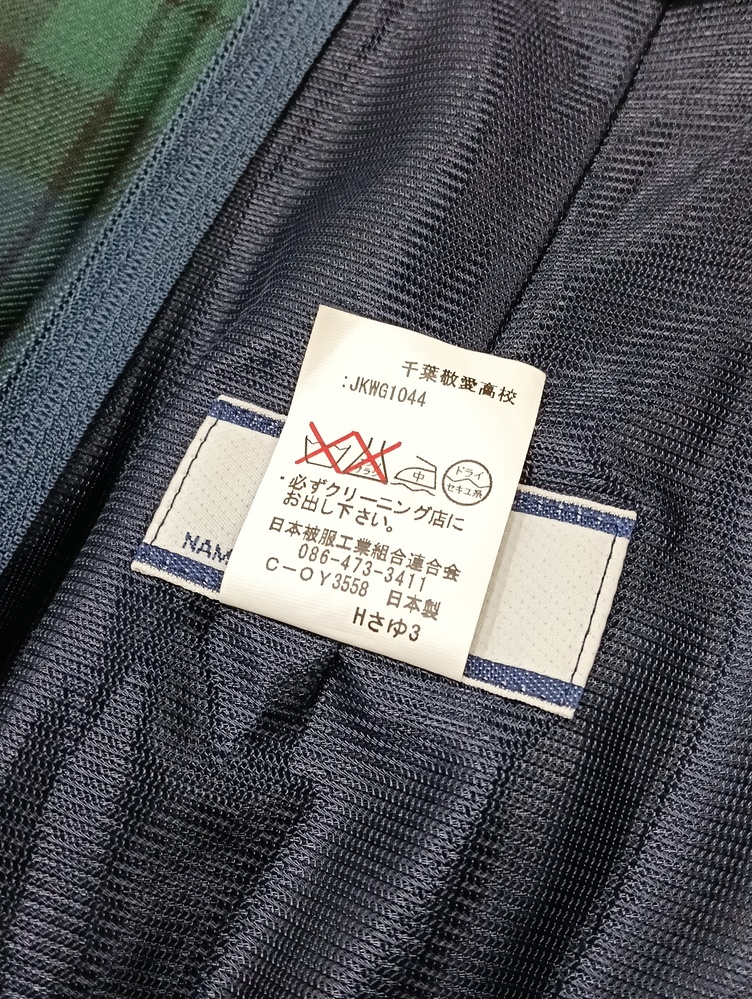 千葉敬愛高校
:JKWG1044
中
ドライ
セキユ系
・必ずクリーニング店に
お出し下さい。
日本被服工業組合連合会
086-473-3411
C-OY3558 日本製
Hさゆ3
NAM